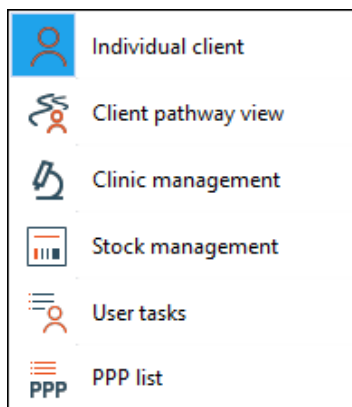 Individual client
Client pathway view
Clinic management
Stock management
User tasks
PPP
PPP list